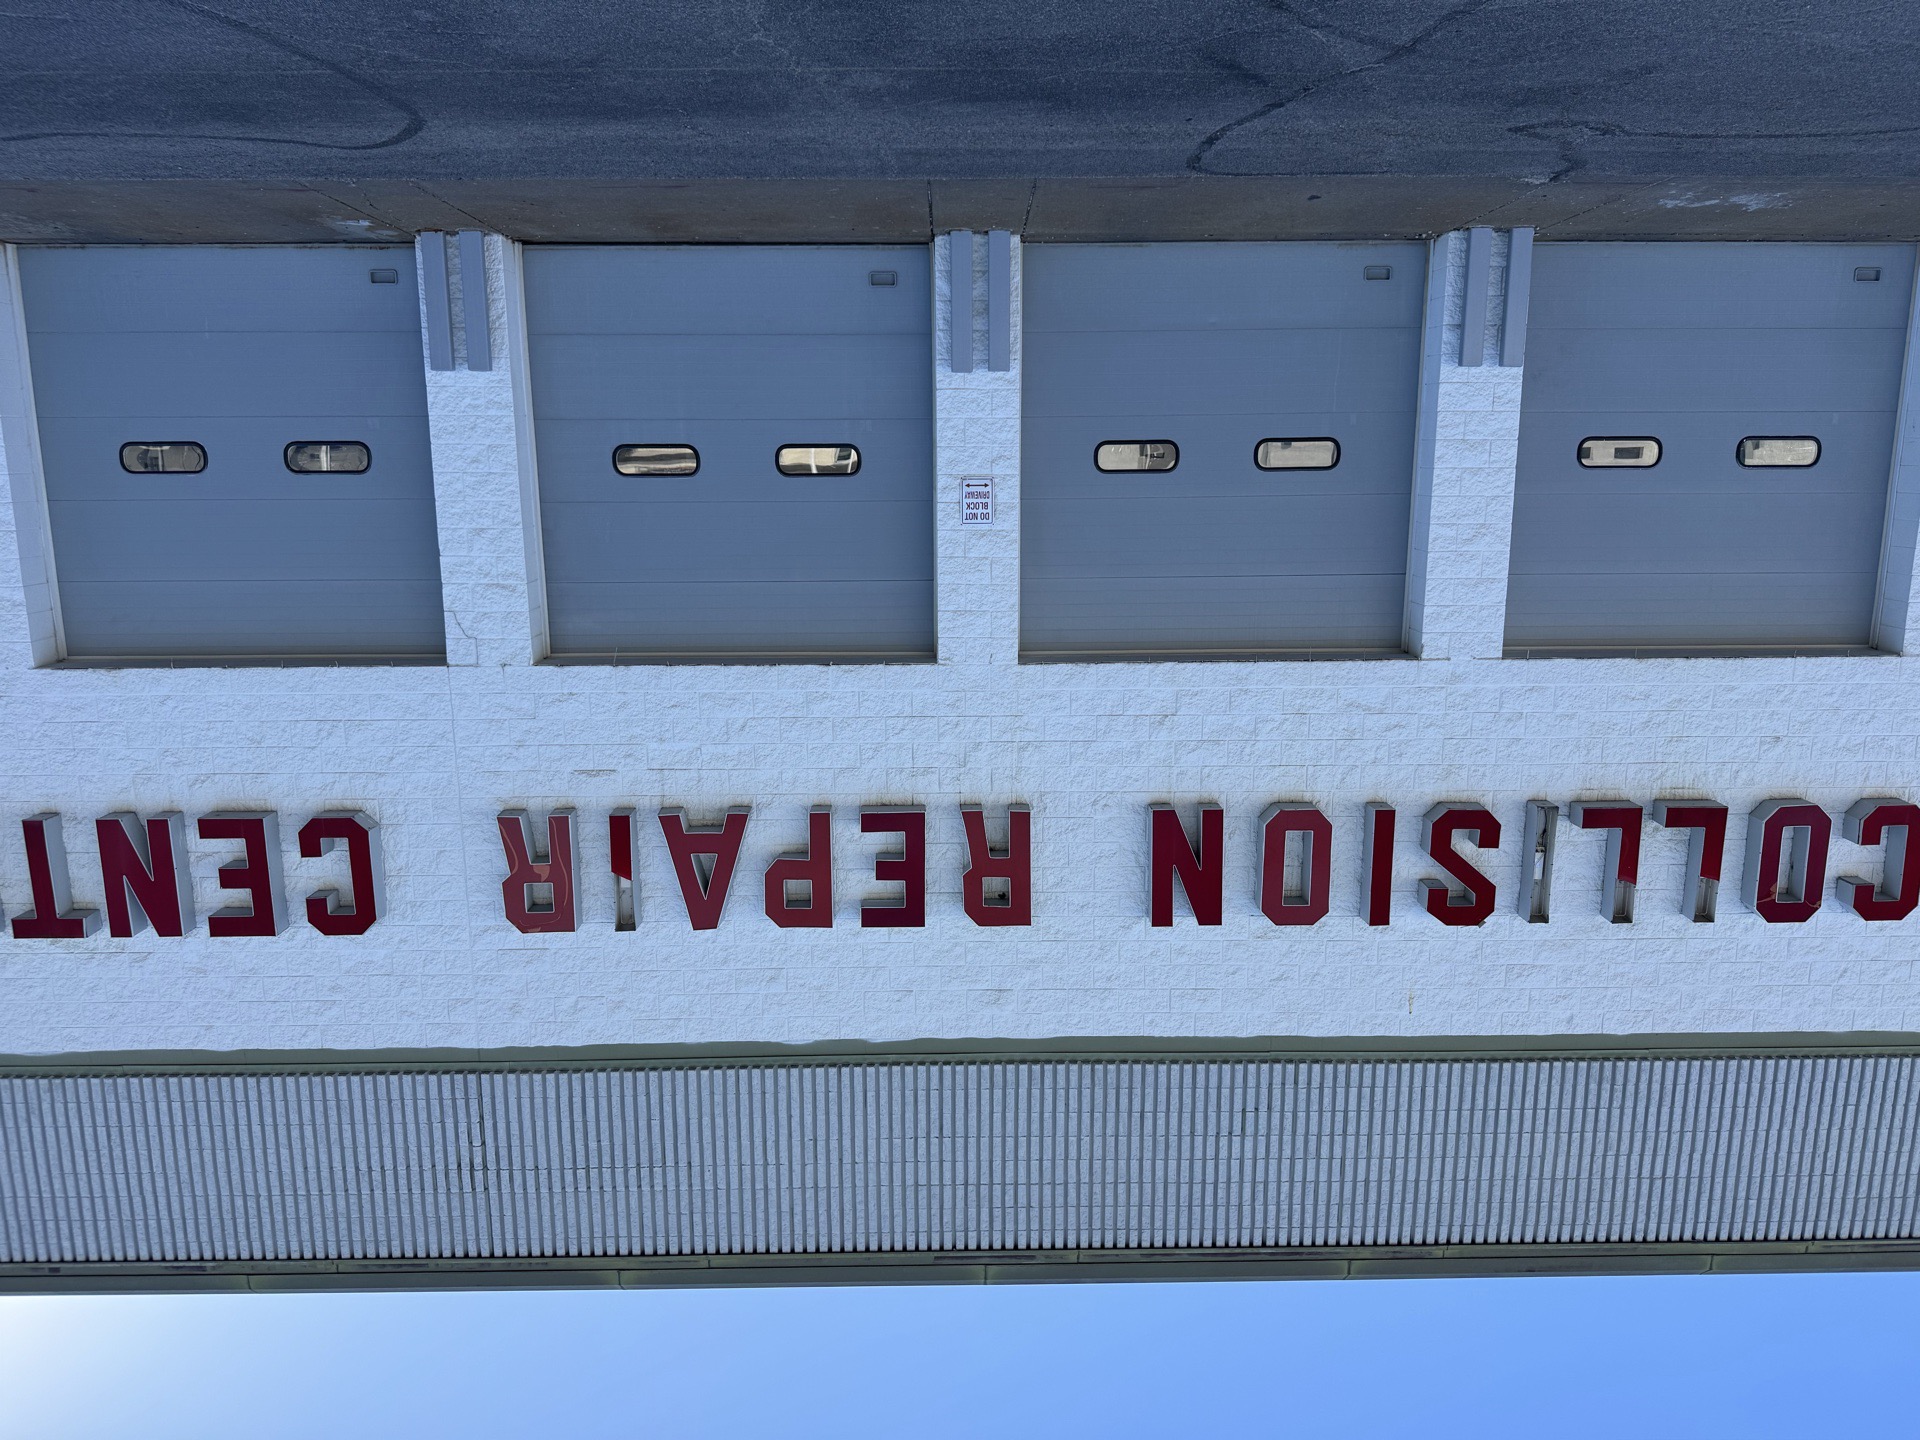 COLLISION REPAIR CENT
DO NOT
BLOCK
DRIVEWAY